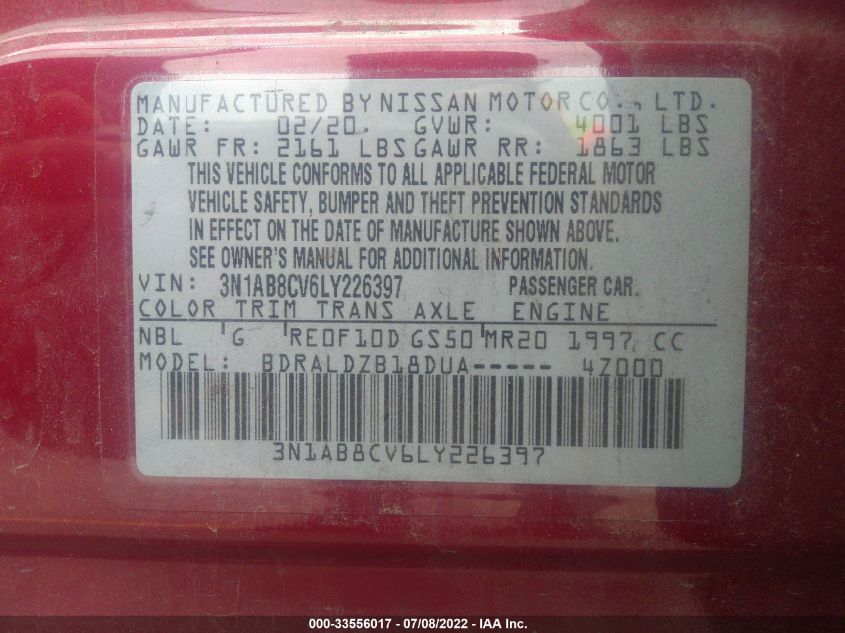 MANUFACTURED BY NISSAN MOTOR CO., LTD.
DATE: 02/20. GVWR: 4001 LBS
GAWR FR: 2161 LBS GAWR RR: 1863 LBS
THIS VEHICLE CONFORMS TO ALL APPLICABLE FEDERAL MOTOR
VEHICLE SAFETY, BUMPER AND THEFT PREVENTION STANDARDS
IN EFFECT ON THE DATE OF MANUFACTURE SHOWN ABOVE.
SEE OWNER'S MANUAL FOR ADDITIONAL INFORMATION.
VIN: 3N1AB8CV6LY226397 PASSENGER CAR.
COLOR TRIM TRANS AXLE ENGINE
NBL G RE0F10D GS50 MR20 1997 CC
MODEL: BDRALDZB18DUA----- 4Z000
3N1AB8CV6LY226397
000-33556017 - 07/08/2022 - IAA Inc.